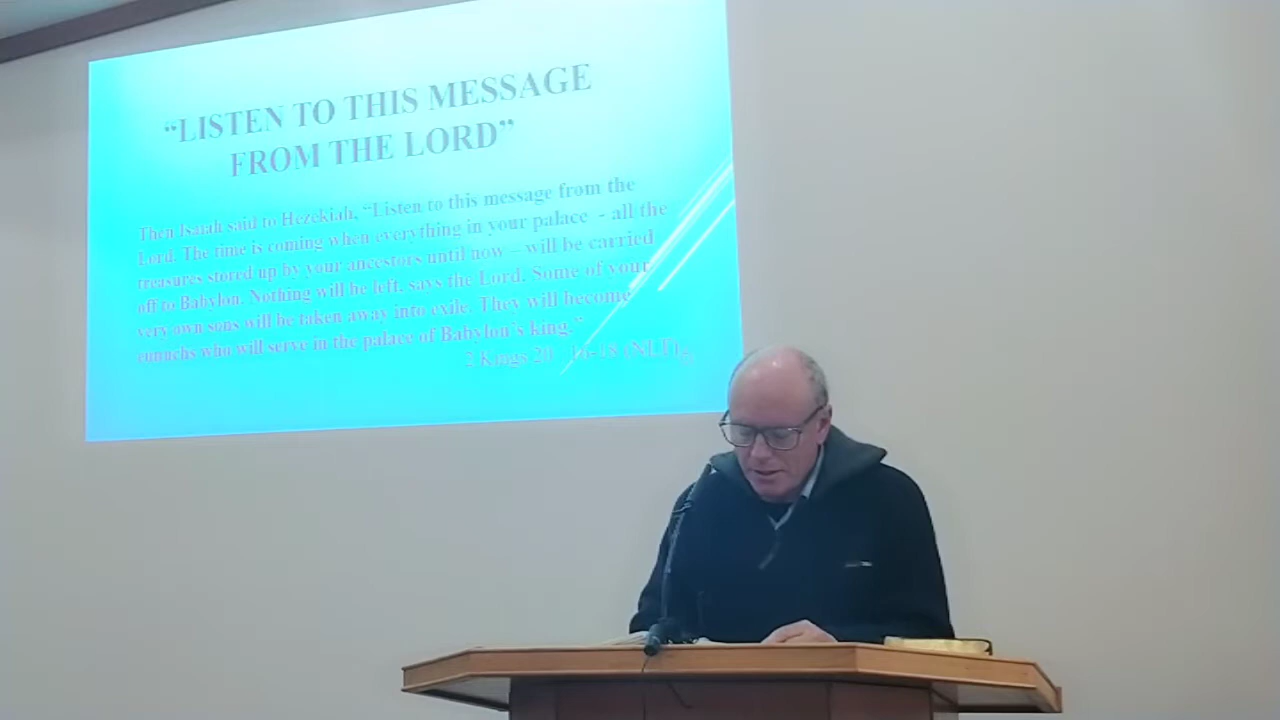 “LISTEN TO THIS MESSAGE
FROM THE LORD”
Then Isaiah said to Hezekiah, “Listen to this message from the
Lord. The time is coming when everything in your palace - all the
treasures stored up by your ancestors until now – will be carried
off to Babylon. Nothing will be left, says the Lord. Some of your
very own sons will be taken away into exile. They will become
eunuchs who will serve in the palace of Babylon’s king.”
2 Kings 20 16-18 (NLT)